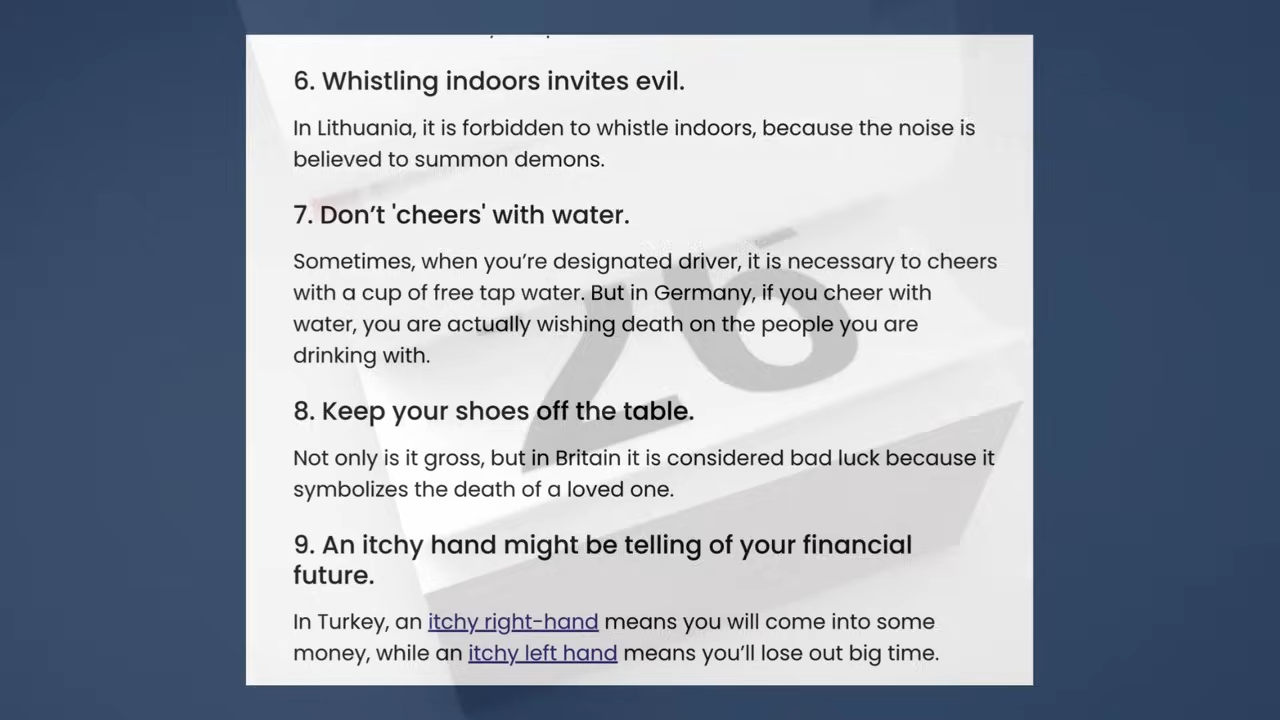 6. Whistling indoors invites evil.
In Lithuania, it is forbidden to whistle indoors, because the noise is
believed to summon demons.
7. Don’t 'cheers' with water.
Sometimes, when you’re designated driver, it is necessary to cheers
with a cup of free tap water. But in Germany, if you cheer with
water, you are actually wishing death on the people you are
drinking with.
8. Keep your shoes off the table.
Not only is it gross, but in Britain it is considered bad luck because it
symbolizes the death of a loved one.
9. An itchy hand might be telling of your financial
future.
In Turkey, an itchy right-hand means you will come into some
money, while an itchy left hand means you’ll lose out big time.
26